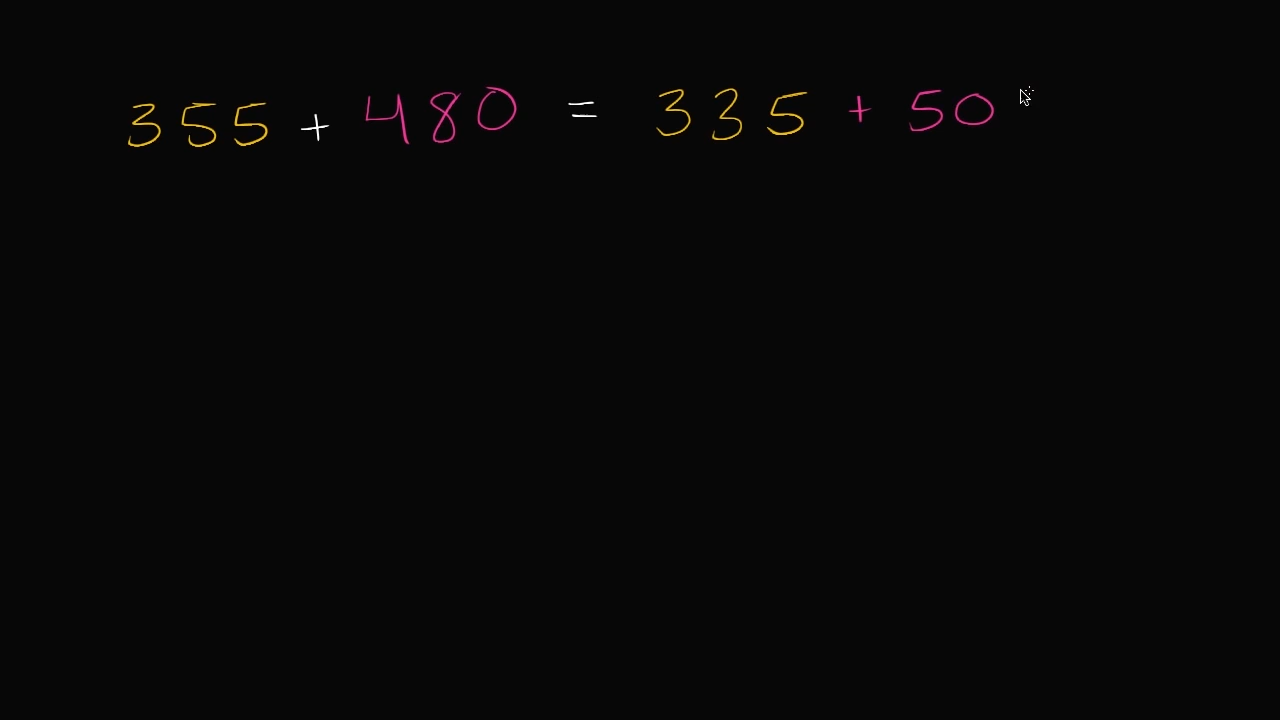 355 + 480 = 335 + 50